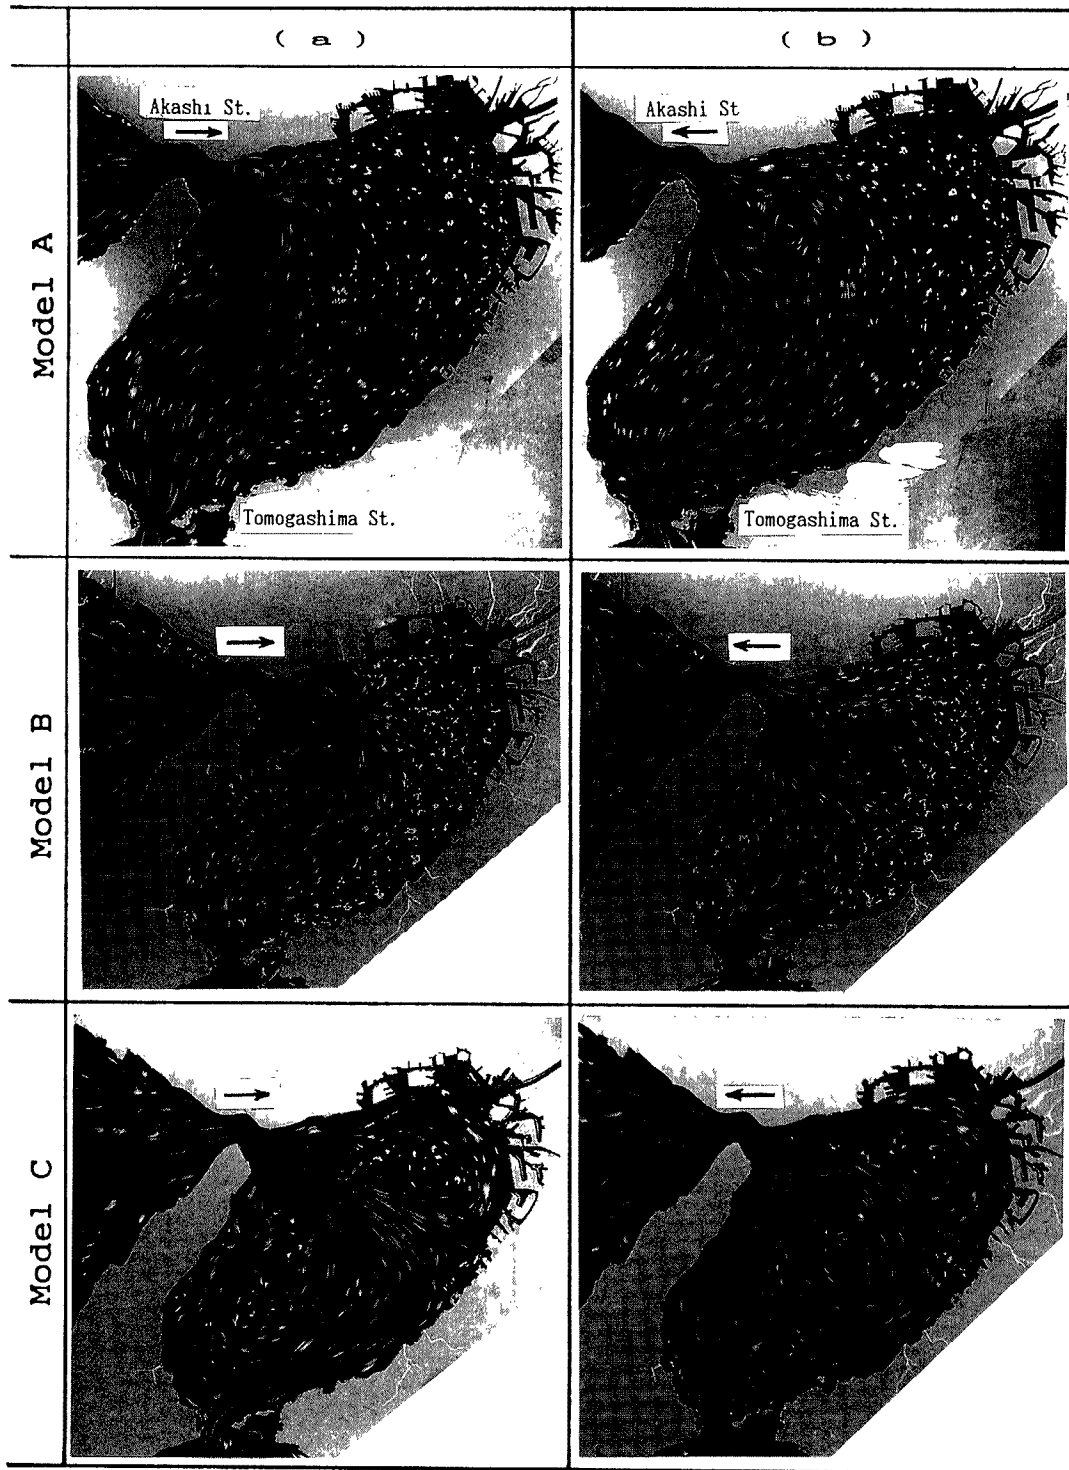 ( a )
( b )
Model A
Akashi St.
Akashi St
Tomogashima St.
Tomogashima St.
Model B
Model C